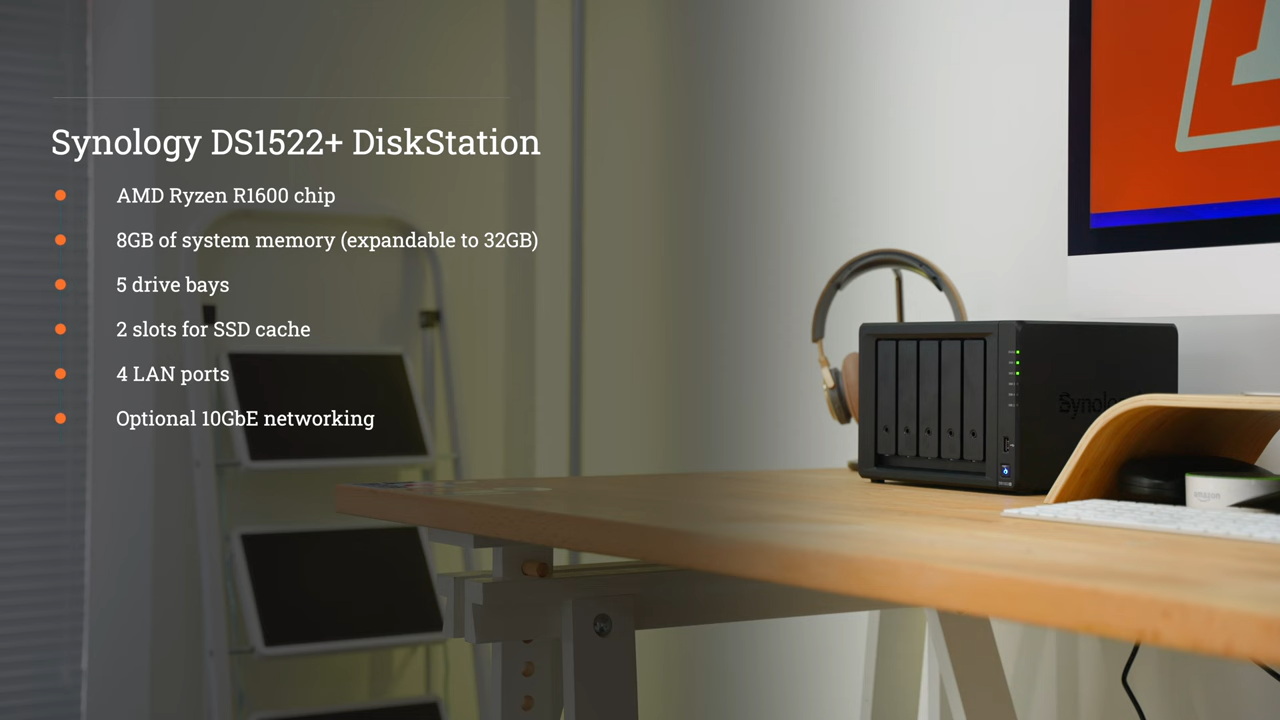 Synology DS1522+ DiskStation
AMD Ryzen R1600 chip
8GB of system memory (expandable to 32GB)
5 drive bays
2 slots for SSD cache
4 LAN ports
Optional 10GbE networking
amazon